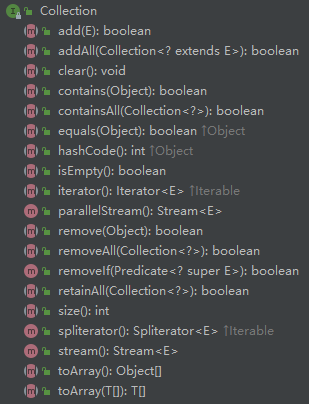 Collection
add(E): boolean
addAll(Collection<? extends E>): boolean
clear(): void
contains(Object): boolean
containsAll(Collection<?>): boolean
equals(Object): boolean ↑Object
hashCode(): int ↑Object
isEmpty(): boolean
iterator(): Iterator<E> ↑Iterable
parallelStream(): Stream<E>
remove(Object): boolean
removeAll(Collection<?>): boolean
removeIf(Predicate<? super E>): boolean
retainAll(Collection<?>): boolean
size(): int
spliterator(): Spliterator<E> ↑Iterable
stream(): Stream<E>
toArray(): Object[]
toArray(T[]): T[]